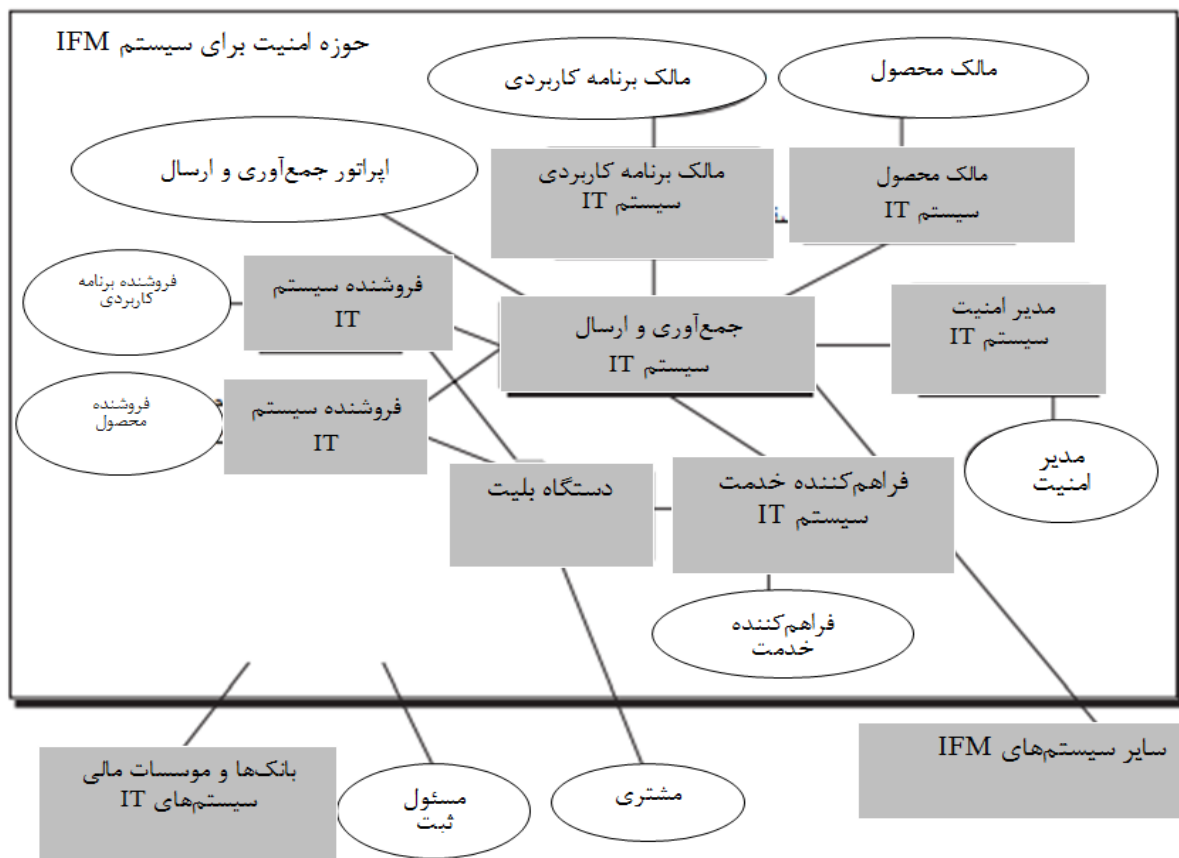 حوزه امنیت برای سیستم IFM
مالک برنامه کاربردی
مالک محصول
اپراتور جمع‌آوری و ارسال
مالک برنامه کاربردی
سیستم IT
مالک محصول
سیستم IT
فروشنده برنامه
کاربردی
فروشنده سیستم
IT
جمع‌آوری و ارسال
سیستم IT
مدیر امنیت
سیستم IT
فروشنده
محصول
فروشنده سیستم
IT
دستگاه بلیت
فراهم‌کننده خدمت
سیستم IT
مدیر
امنیت
فراهم‌کننده
خدمت
بانک‌ها و موسسات مالی
سیستم‌های IT
مسئول
ثبت
مشتری
سایر سیستم‌های IFM